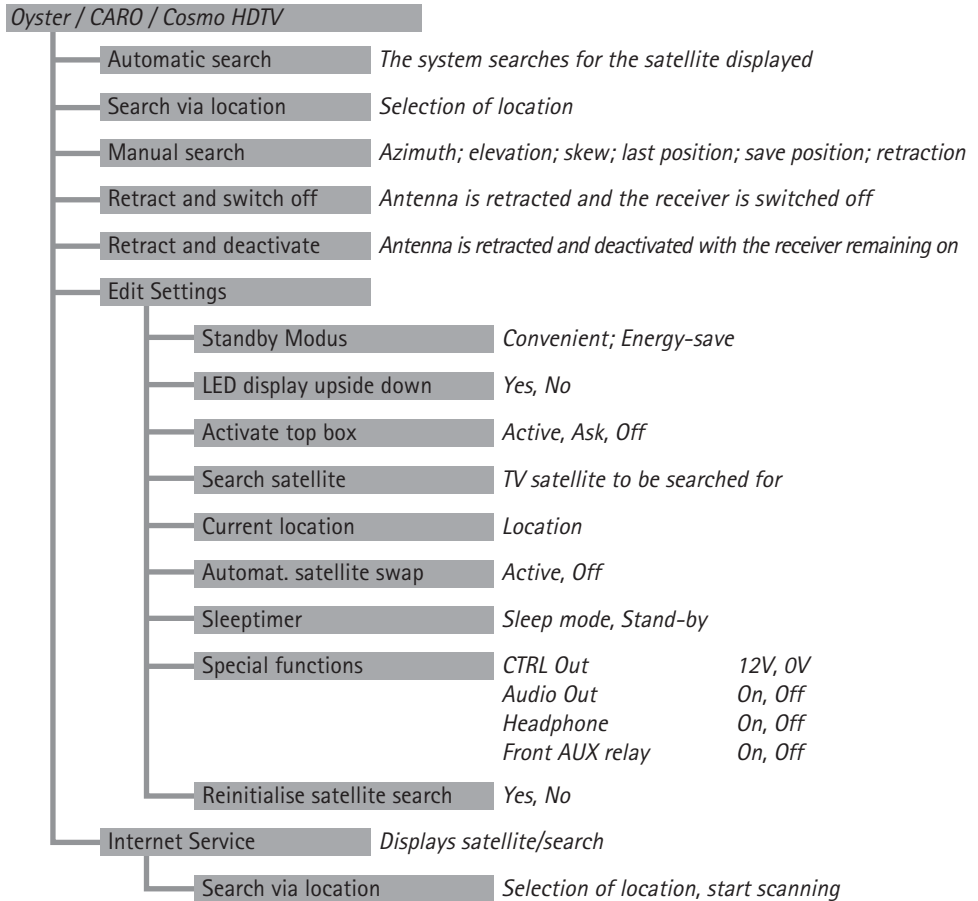 Oyster / CARO / Cosmo HDTV
Automatic search The system searches for the satellite displayed
Search via location Selection of location
Manual search Azimuth; elevation; skew; last position; save position; retraction
Retract and switch off Antenna is retracted and the receiver is switched off
Retract and deactivate Antenna is retracted and deactivated with the receiver remaining on
Edit Settings
Standby Modus Convenient; Energy-save
LED display upside down Yes, No
Activate top box Active, Ask, Off
Search satellite TV satellite to be searched for
Current location Location
Automat. satellite swap Active, Off
Sleeptimer Sleep mode, Stand-by
Special functions CTRL Out 12V, 0V
Audio Out On, Off
Headphone On, Off
Front AUX relay On, Off
Reinitialise satellite search Yes, No
Internet Service Displays satellite/search
Search via location Selection of location, start scanning